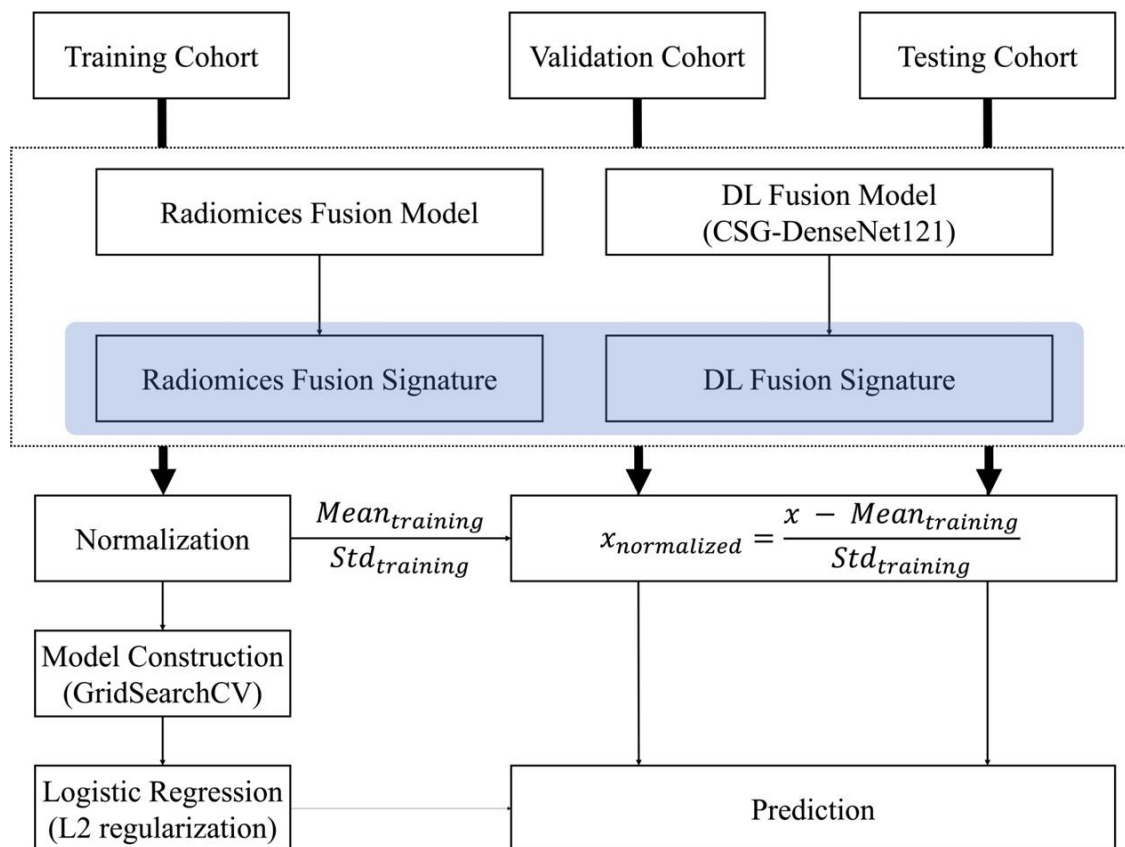 Training Cohort
Validation Cohort
Testing Cohort
Radiomices Fusion Model
DL Fusion Model
(CSG-DenseNet121)
Radiomices Fusion Signature
DL Fusion Signature
Normalization
Mean_training
Std_training
x_normalized = (x − Mean_training) / Std_training
Model Construction
(GridSearchCV)
Logistic Regression
(L2 regularization)
Prediction